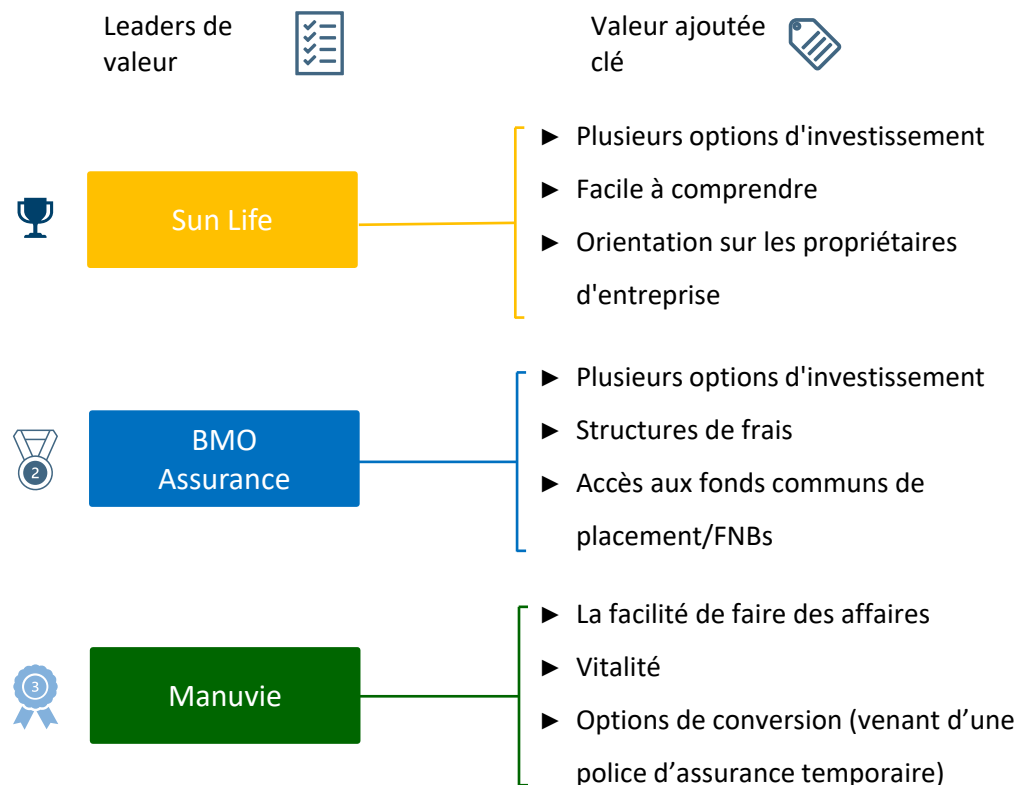 Leaders de
valeur
Valeur ajoutée
clé
Sun Life
► Plusieurs options d'investissement
► Facile à comprendre
► Orientation sur les propriétaires
d'entreprise
2
BMO
Assurance
► Plusieurs options d'investissement
► Structures de frais
► Accès aux fonds communs de
placement/FNBs
3
Manuvie
► La facilité de faire des affaires
► Vitalité
► Options de conversion (venant d’une
police d’assurance temporaire)